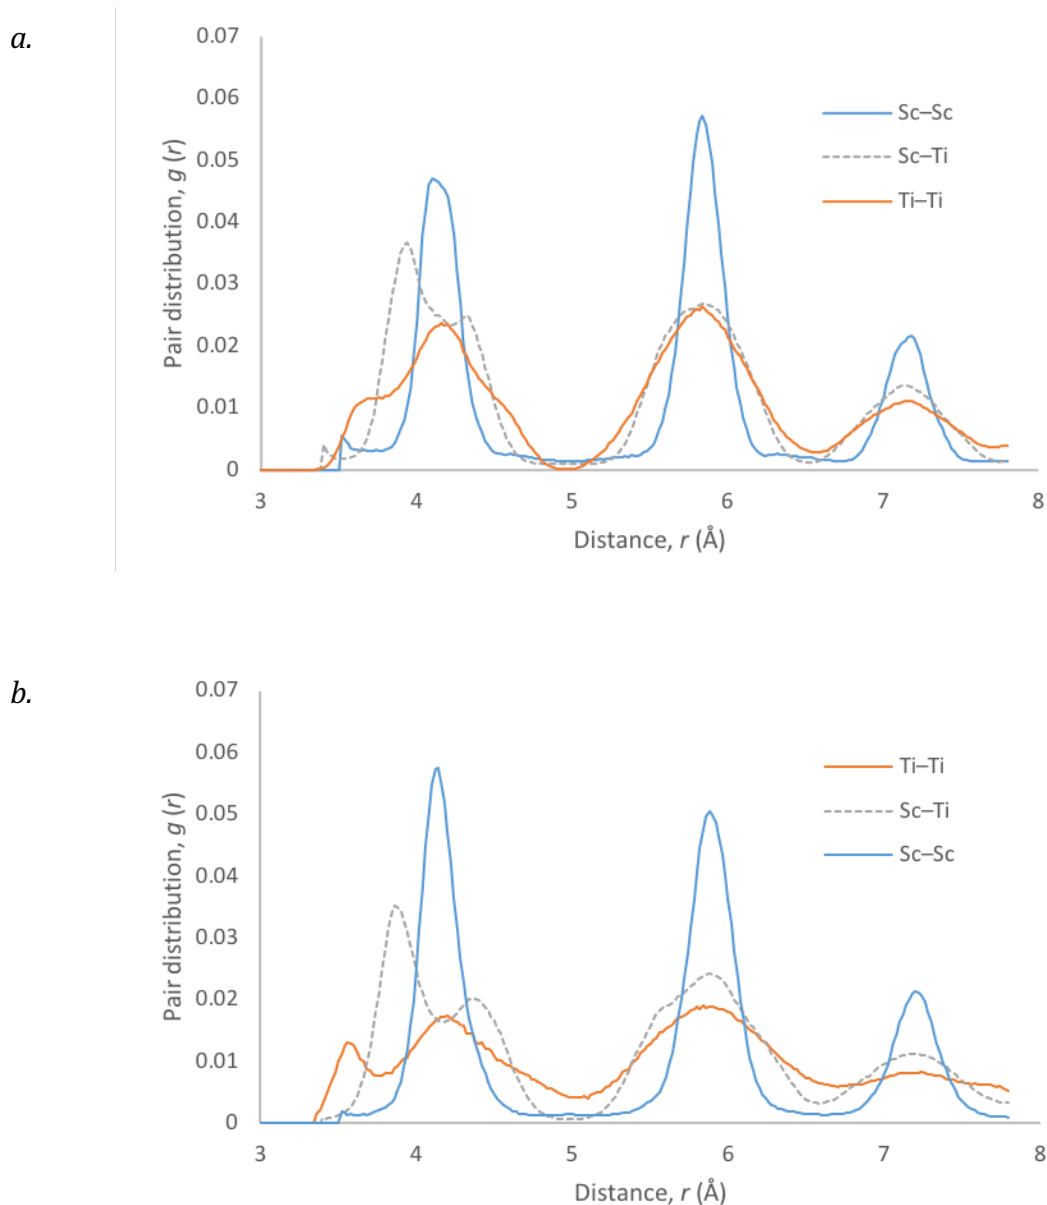 a.
0.07
0.06
0.05
0.04
0.03
0.02
0.01
0
Pair distribution, g (r)
Sc–Sc
Sc–Ti
Ti–Ti
3 4 5 6 7 8
Distance, r (Å)
b.
0.07
0.06
0.05
0.04
0.03
0.02
0.01
0
Pair distribution, g (r)
Ti–Ti
Sc–Ti
Sc–Sc
3 4 5 6 7 8
Distance, r (Å)